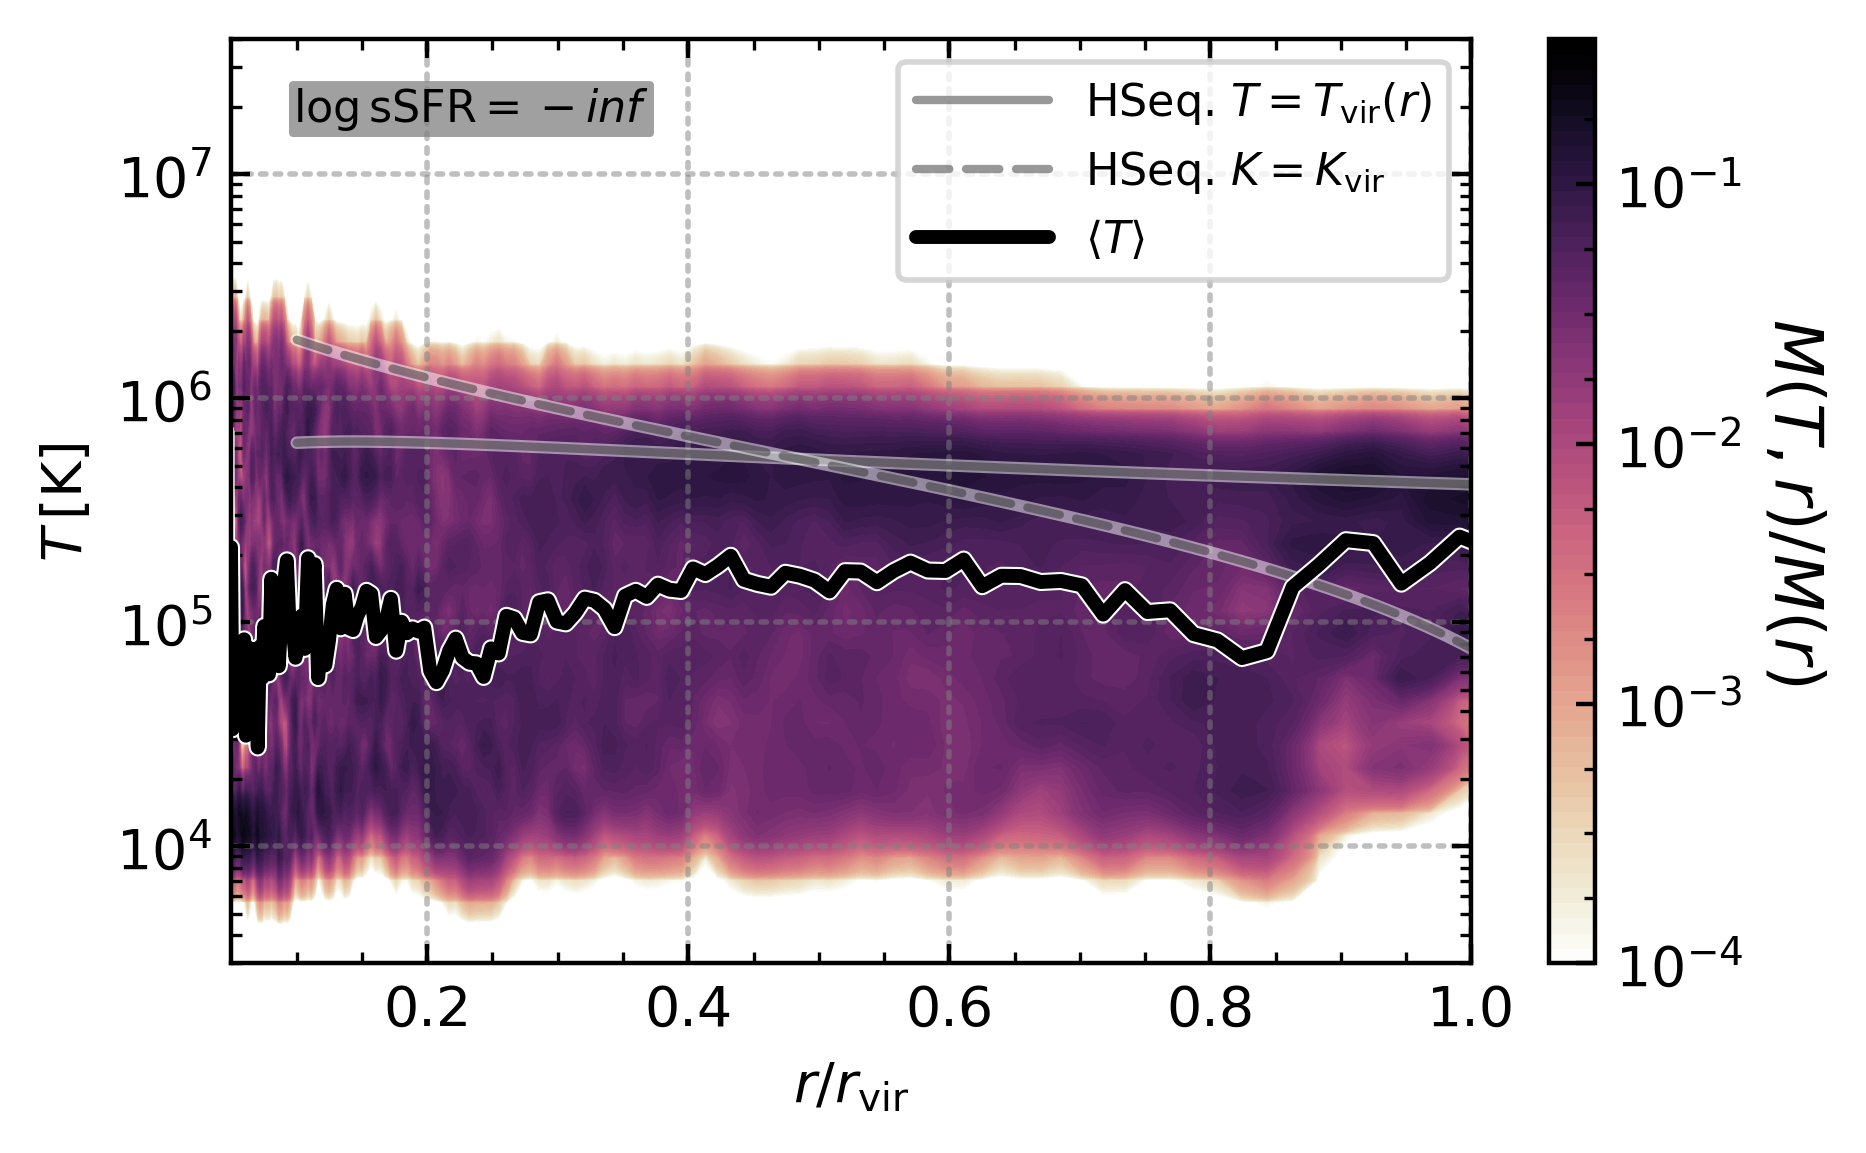 log sSFR = −inf
HSeq. T = T_vir(r)
HSeq. K = K_vir
⟨T⟩
10^7
10^6
10^5
10^4
T [K]
0.2 0.4 0.6 0.8 1.0
r/r_vir
10^−1
10^−2
10^−3
10^−4
M(T, r)/M(r)